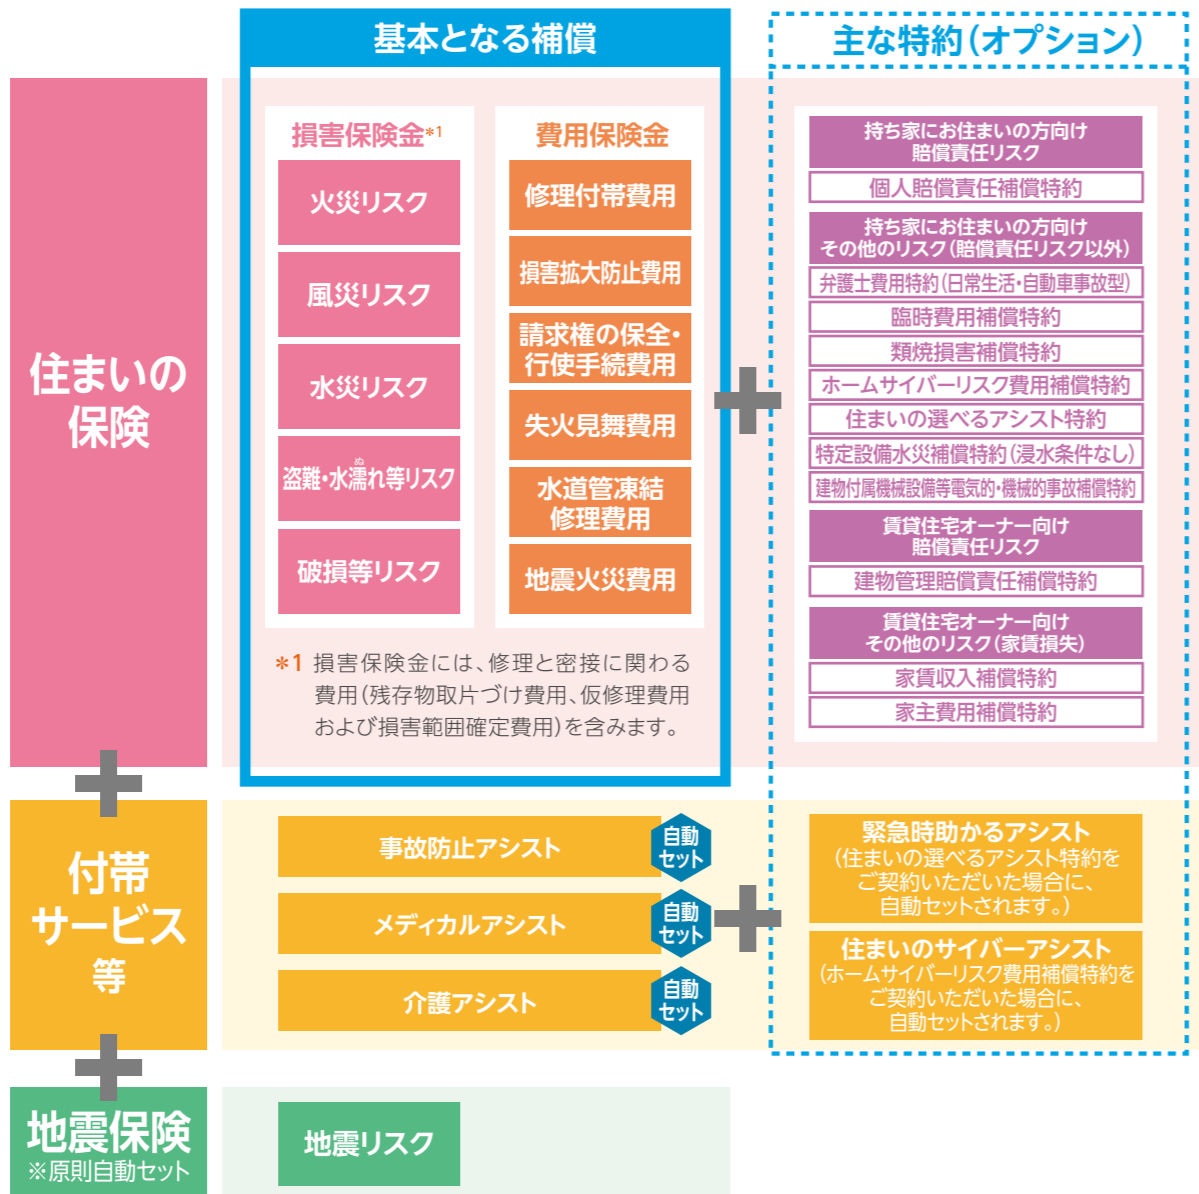 基本となる補償
主な特約(オプション)
住まいの
保険
損害保険金*1
火災リスク
風災リスク
水災リスク
ぬ
盗難・水濡れ等リスク
破損等リスク
費用保険金
修理付帯費用
損害拡大防止費用
請求権の保全・
行使手続費用
失火見舞費用
水道管凍結
修理費用
地震火災費用
*1 損害保険金には、修理と密接に関わる
費用(残存物取片づけ費用、仮修理費用
および損害範囲確定費用)を含みます。
持ち家にお住まいの方向け
賠償責任リスク
個人賠償責任補償特約
持ち家にお住まいの方向け
その他のリスク(賠償責任リスク以外)
弁護士費用特約(日常生活・自動車事故型)
臨時費用補償特約
類焼損害補償特約
ホームサイバーリスク費用補償特約
住まいの選べるアシスト特約
特定設備水災補償特約(浸水条件なし)
建物付属機械設備等電気的・機械的事故補償特約
賃貸住宅オーナー向け
賠償責任リスク
建物管理賠償責任補償特約
賃貸住宅オーナー向け
その他のリスク(家賃損失)
家賃収入補償特約
家主費用補償特約
付帯
サービス
等
事故防止アシスト
自動
セット
メディカルアシスト
自動
セット
介護アシスト
自動
セット
緊急時助かるアシスト
(住まいの選べるアシスト特約を
ご契約いただいた場合に、
自動セットされます。)
住まいのサイバーアシスト
(ホームサイバーリスク費用補償特約を
ご契約いただいた場合に、
自動セットされます。)
地震保険
※原則自動セット
地震リスク